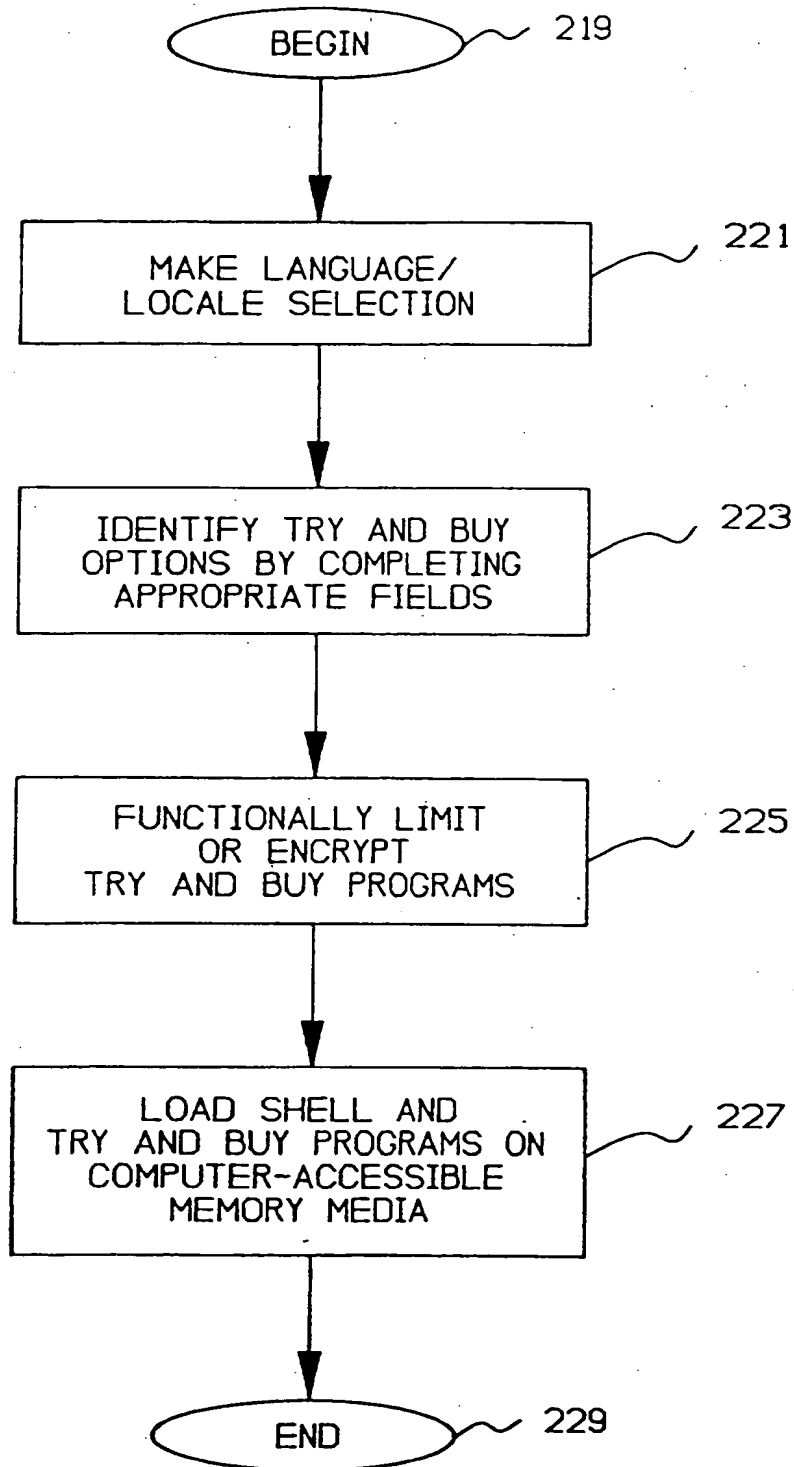 BEGIN
219
MAKE LANGUAGE/
LOCALE SELECTION
221
IDENTIFY TRY AND BUY
OPTIONS BY COMPLETING
APPROPRIATE FIELDS
223
FUNCTIONALLY LIMIT
OR ENCRYPT
TRY AND BUY PROGRAMS
225
LOAD SHELL AND
TRY AND BUY PROGRAMS ON
COMPUTER-ACCESSIBLE
MEMORY MEDIA
227
END
229